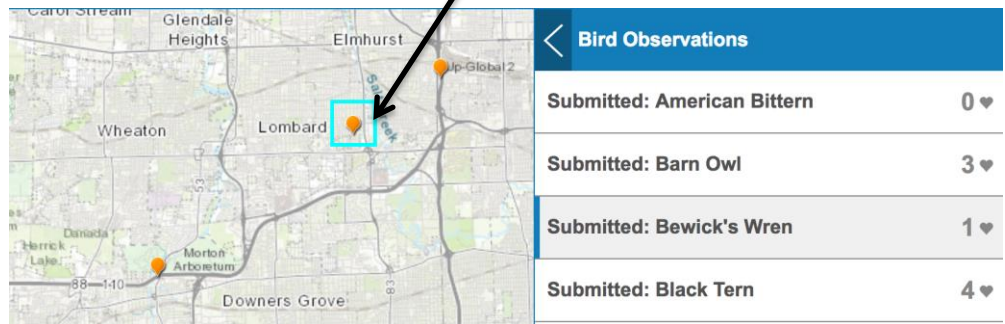 Carol Stream
Glendale
Heights
Elmhurst
Up-Global 2
Wheaton
Lombard
Creek
53
Danada
Herrick
Lake
Morton
Arboretum
88
110
83
Downers Grove
Bird Observations
Submitted: American Bittern 0
Submitted: Barn Owl 3
Submitted: Bewick's Wren 1
Submitted: Black Tern 4